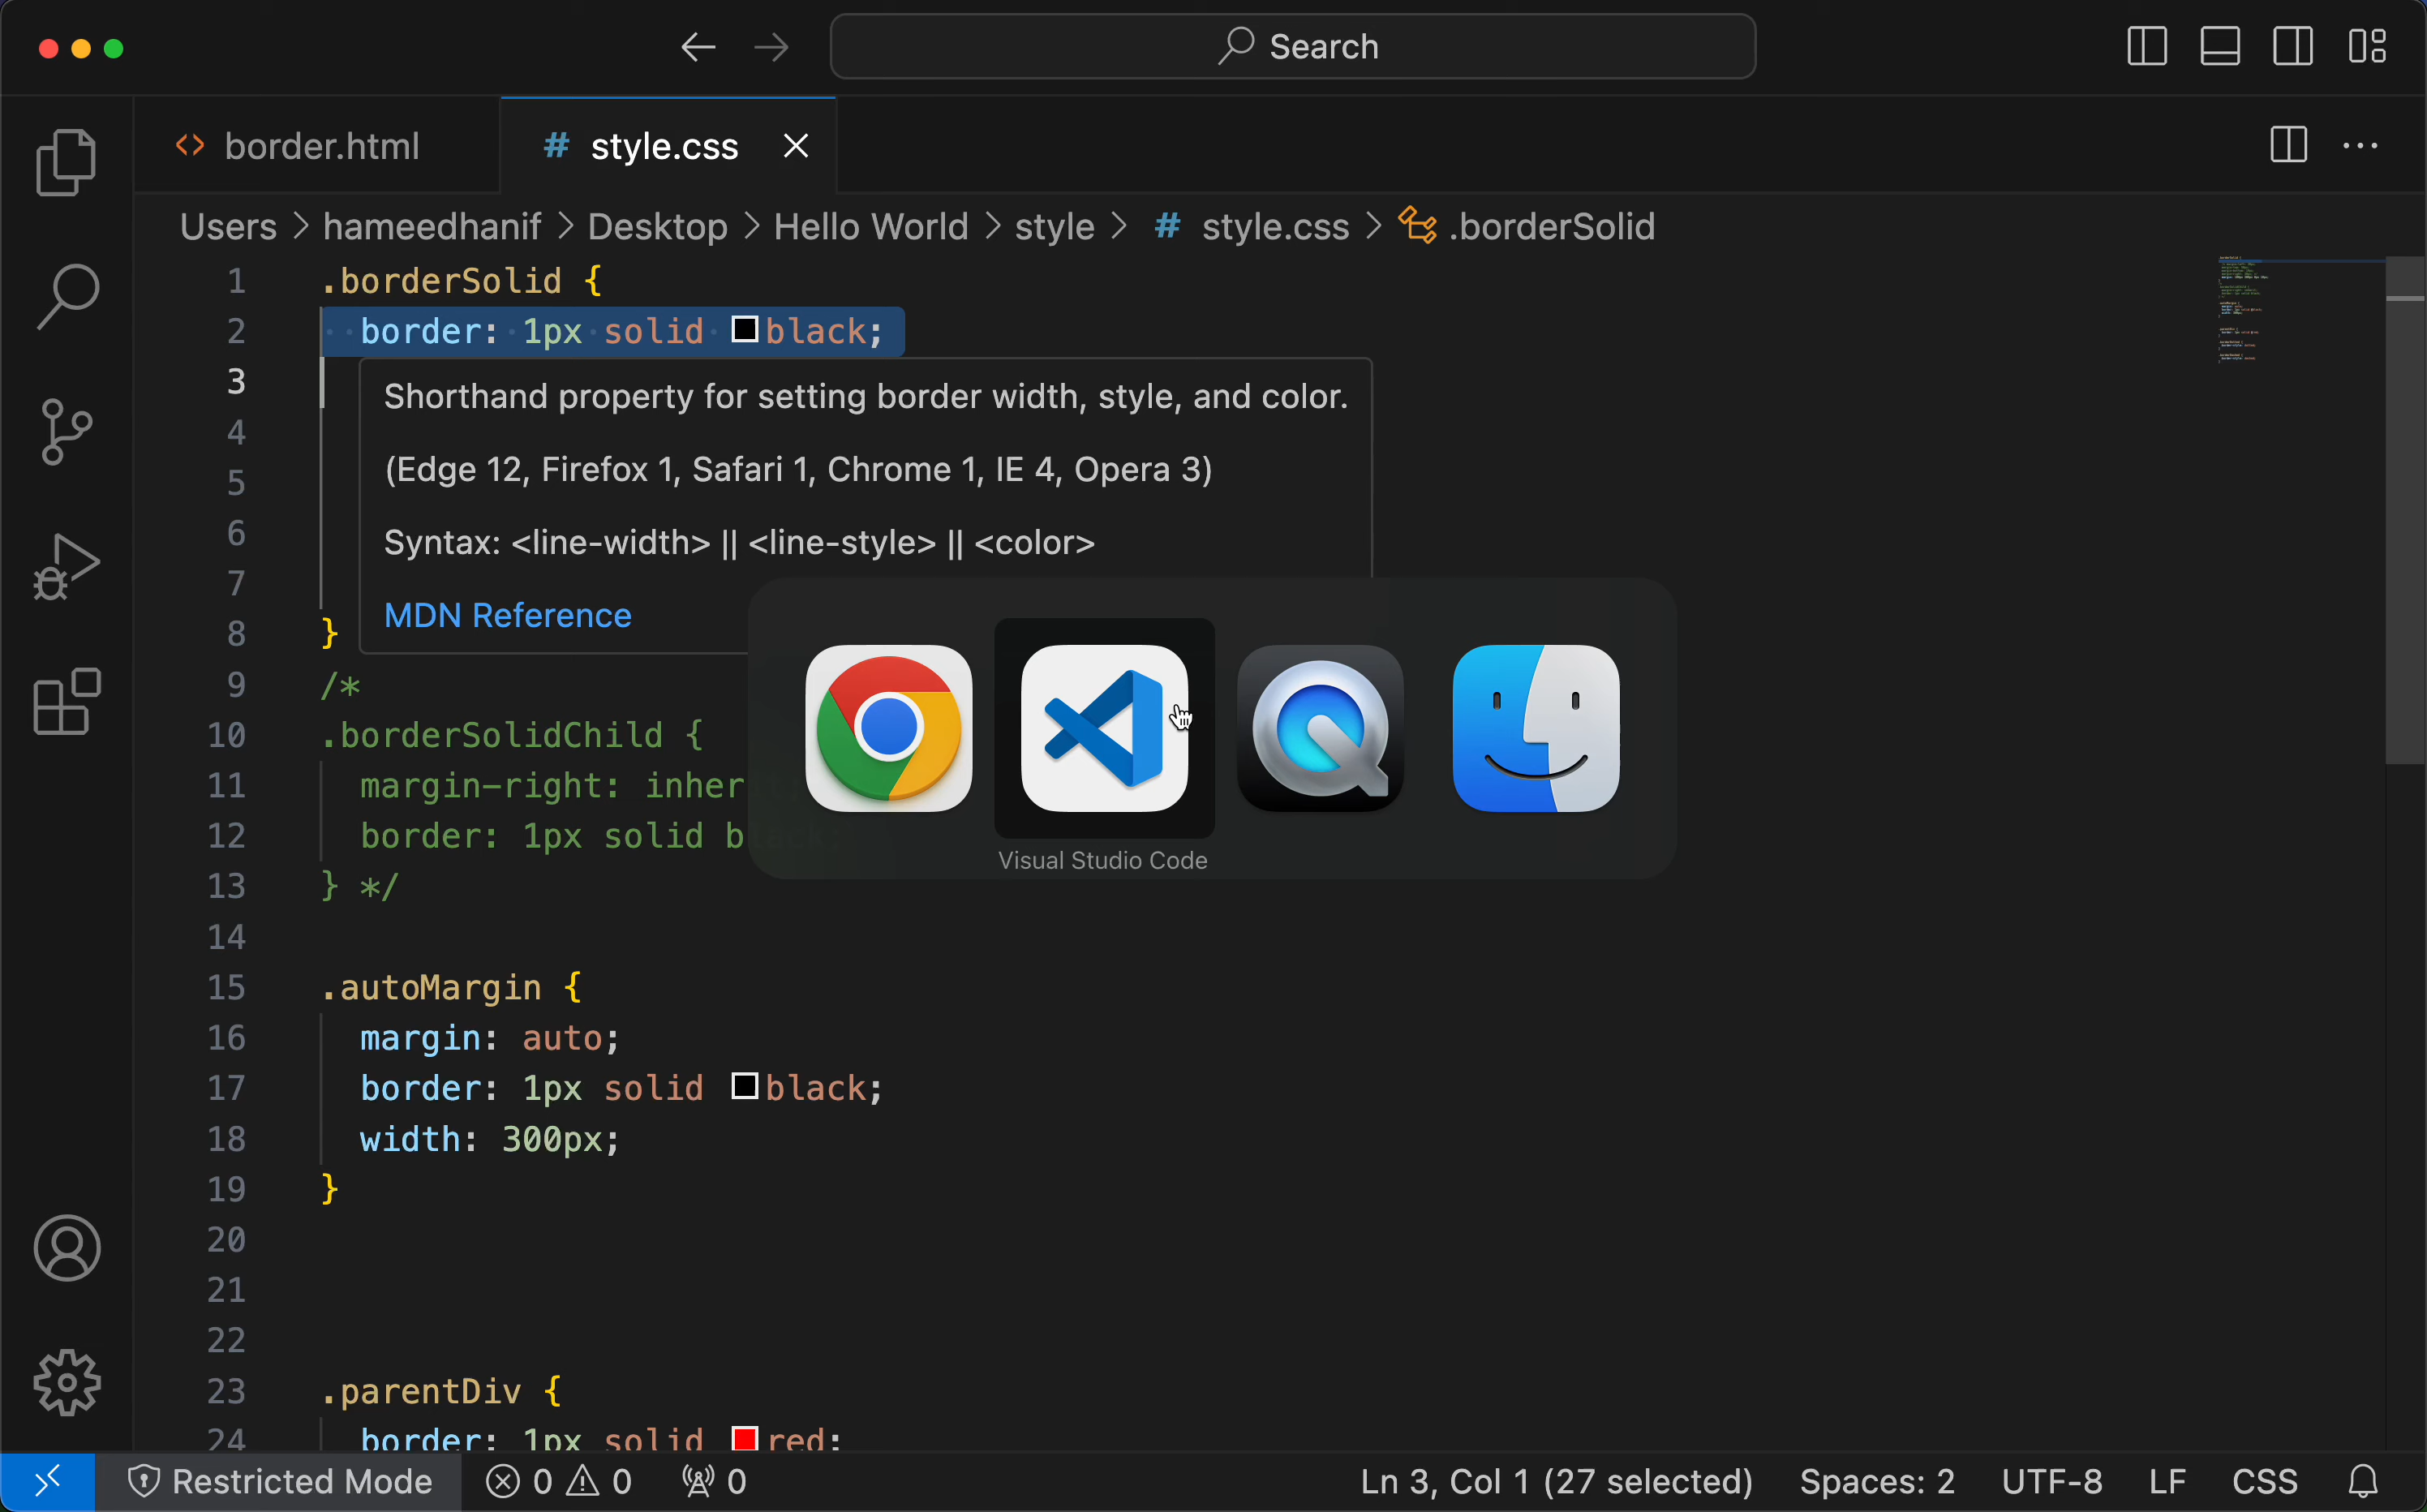 Search
border.html
# style.css
Users > hameedhanif > Desktop > Hello World > style > # style.css > .borderSolid
1 .borderSolid {
2 border: 1px solid black;
3
Shorthand property for setting border width, style, and color.
4
(Edge 12, Firefox 1, Safari 1, Chrome 1, IE 4, Opera 3)
5
6
Syntax: <line-width> || <line-style> || <color>
7
MDN Reference
8 }
9 /*
10 .borderSolidChild {
11 margin-right: inher
12 border: 1px solid black;
13 } */
14
15 .autoMargin {
16 margin: auto;
17 border: 1px solid black;
18 width: 300px;
19 }
20
21
22
23 .parentDiv {
24 border: 1px solid red;
Visual Studio Code
Restricted Mode 0 0 0 Ln 3, Col 1 (27 selected) Spaces: 2 UTF-8 LF CSS